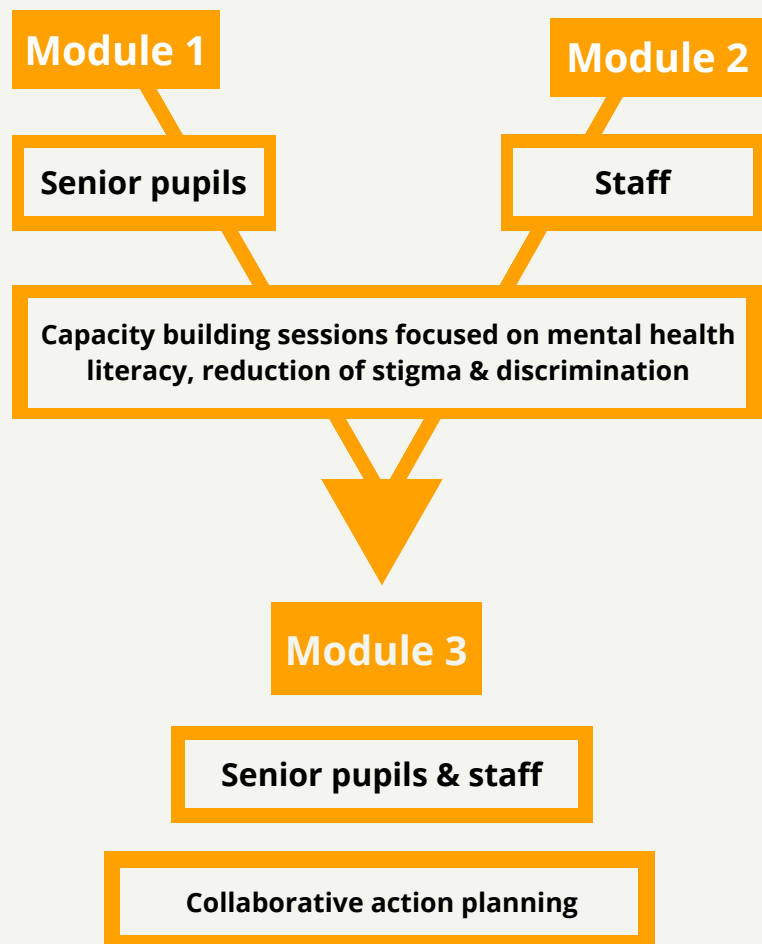 Module 1
Module 2
Senior pupils
Staff
Capacity building sessions focused on mental health
literacy, reduction of stigma & discrimination
Module 3
Senior pupils & staff
Collaborative action planning